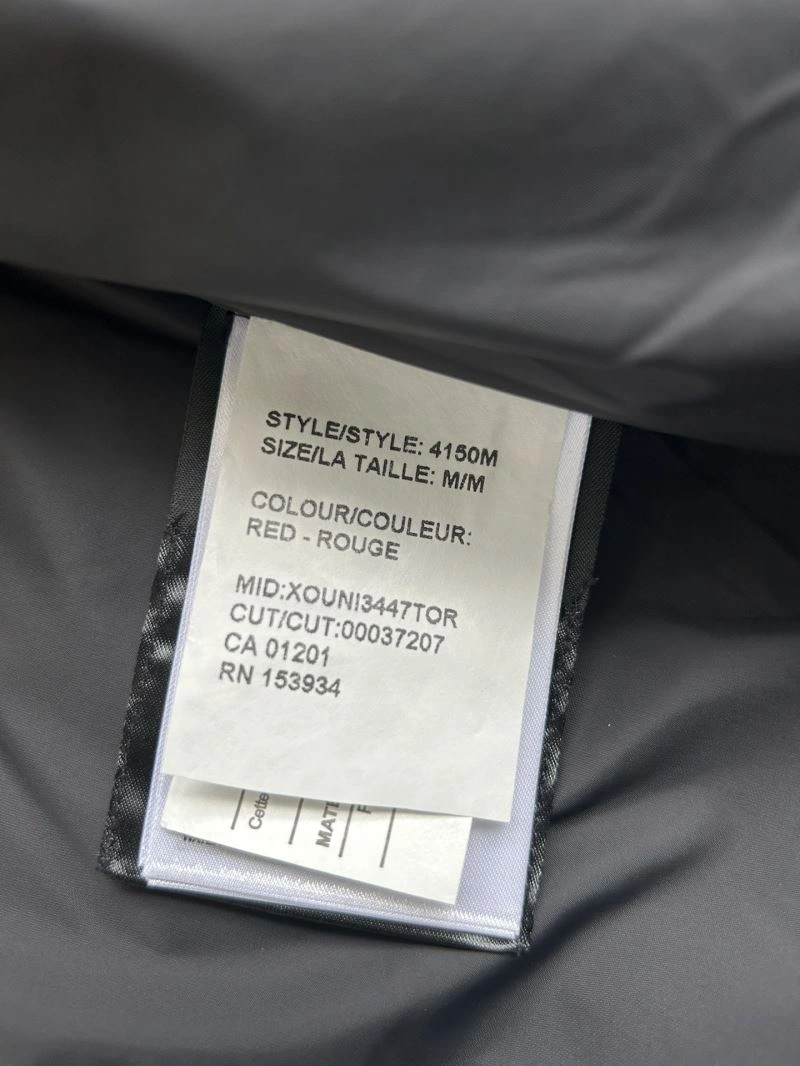 STYLE/STYLE: 4150M
SIZE/LA TAILLE: M/M
COLOUR/COULEUR:
RED - ROUGE
MID:XOUNI3447TOR
CUT/CUT:00037207
CA 01201
RN 153934
Cette